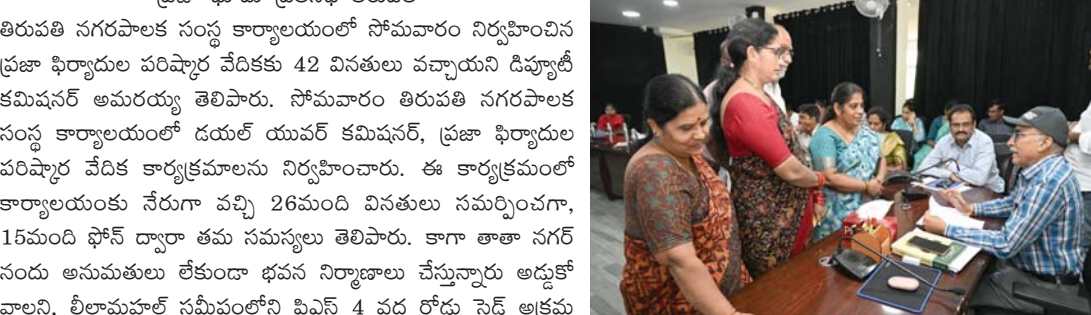 తిరుపతి నగరపాలక సంస్థ కార్యాలయంలో సోమవారం నిర్వహించిన
ప్రజా ఫిర్యాదుల పరిష్కార వేదికకు 42 వినతులు వచ్చాయని డిప్యూటీ
కమిషనర్ అమరయ్య తెలిపారు. సోమవారం తిరుపతి నగరపాలక
సంస్థ కార్యాలయంలో డయల్ యువర్ కమిషనర్, ప్రజా ఫిర్యాదుల
పరిష్కార వేదిక కార్యక్రమాలను నిర్వహించారు. ఈ కార్యక్రమంలో
కార్యాలయంకు నేరుగా వచ్చి 26మంది వినతులు సమర్పించగా,
15మంది ఫోన్ ద్వారా తమ సమస్యలు తెలిపారు. కాగా తాతా నగర్
నందు అనుమతులు లేకుండా భవన నిర్మాణాలు చేస్తున్నారు అడ్డుకో
వాలని, లీలామహల్ సమీపంలోని పిఎస్ 4 వద్ద రోడ్డు సైడ్ అక్రమ